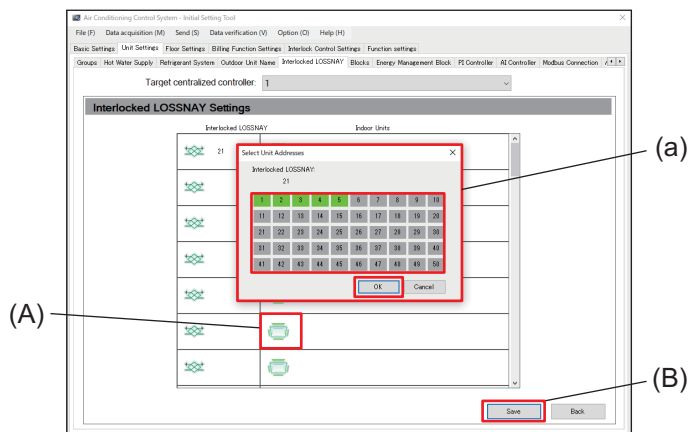 Air Conditioning Control System - Initial Setting Tool
File (F) Data acquisition (M) Send (S) Data verification (V) Option (O) Help (H)
Basic Settings Unit Settings Floor Settings Billing Function Settings Interlock Control Settings Function settings
Groups Hot Water Supply Refrigerant System Outdoor Unit Name Interlocked LOSSNAY Blocks Energy Management Block PI Controller AI Controller Modbus Connection
Target centralized controller: 1
Interlocked LOSSNAY Settings
Interlocked LOSSNAY Indoor Units
21
Select Unit Addresses
Interlocked LOSSNAY:
21
1 2 3 4 5 6 7 8 9 10
11 12 13 14 15 16 17 18 19 20
21 22 23 24 25 26 27 28 29 30
31 32 33 34 35 36 37 38 39 40
41 42 43 44 45 46 47 48 49 50
OK Cancel
(a)
(A)
(B)
Save Back